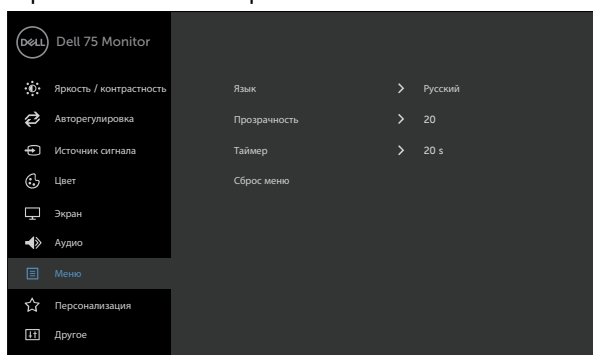 DELL Dell 75 Monitor
Яркость / контрастность
Язык
Русский
Авторегулировка
Прозрачность
20
Источник сигнала
Таймер
20 s
Цвет
Сброс меню
Экран
Аудио
Меню
Персонализация
Другое